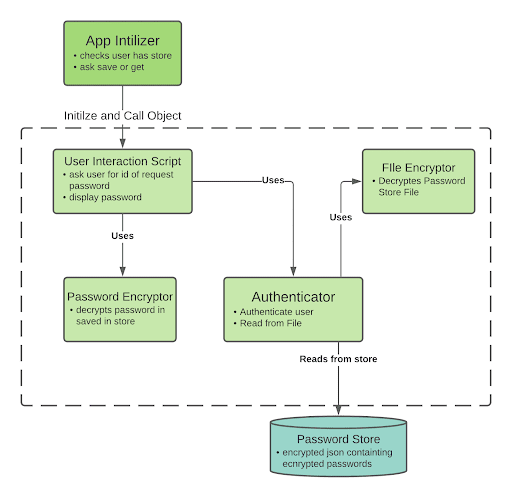 App Intilizer
• checks user has store
• ask save or get
Initilze and Call Object
User Interaction Script
• ask user for id of request
password
• display password
Uses
FIle Encryptor
• Decryptes Password
Store File
Uses
Uses
Password Encryptor
• decrypts password in
saved in store
Authenticator
• Authenticate user
• Read from File
Reads from store
Password Store
• encrypted json containting
ecnrypted passwords